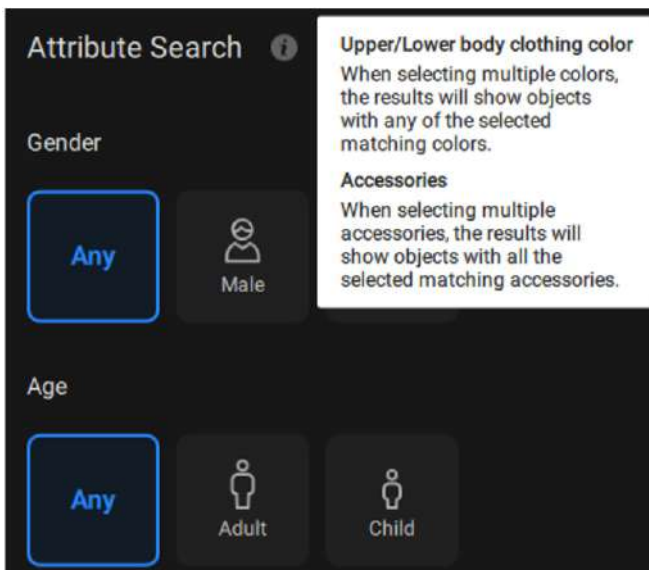 Attribute Search
Upper/Lower body clothing color
When selecting multiple colors,
the results will show objects
with any of the selected
matching colors.
Accessories
When selecting multiple
accessories, the results will
show objects with all the
selected matching accessories.
Gender
Any
Male
Age
Any
Adult
Child